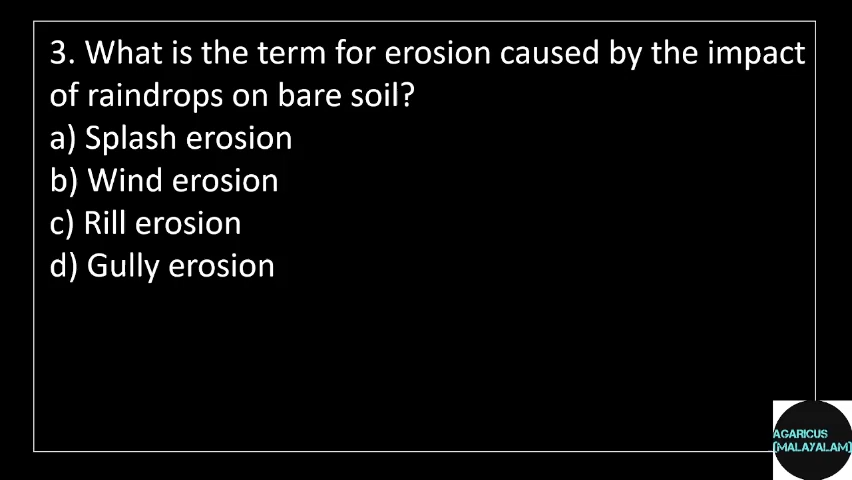 3. What is the term for erosion caused by the impact
of raindrops on bare soil?
a) Splash erosion
b) Wind erosion
c) Rill erosion
d) Gully erosion
AGARICUS
(MALAYALAM)